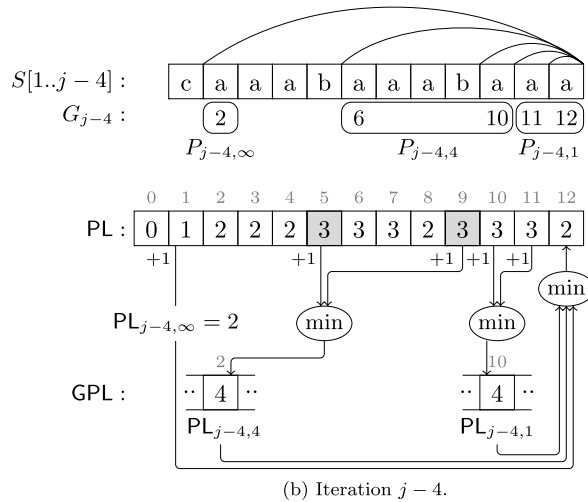 S[1..j − 4] : c a a a b a a a b a a a
G_{j−4} : 2 6 10 11 12
P_{j−4,∞} P_{j−4,4} P_{j−4,1}
0 1 2 3 4 5 6 7 8 9 10 11 12
PL : 0 1 2 2 2 3 3 3 2 3 3 3 2
+1 +1 +1 +1 +1
min
PL_{j−4,∞} = 2 min min
2 10
GPL : ·· 4 ·· ·· 4 ··
PL_{j−4,4} PL_{j−4,1}
(b) Iteration j − 4.